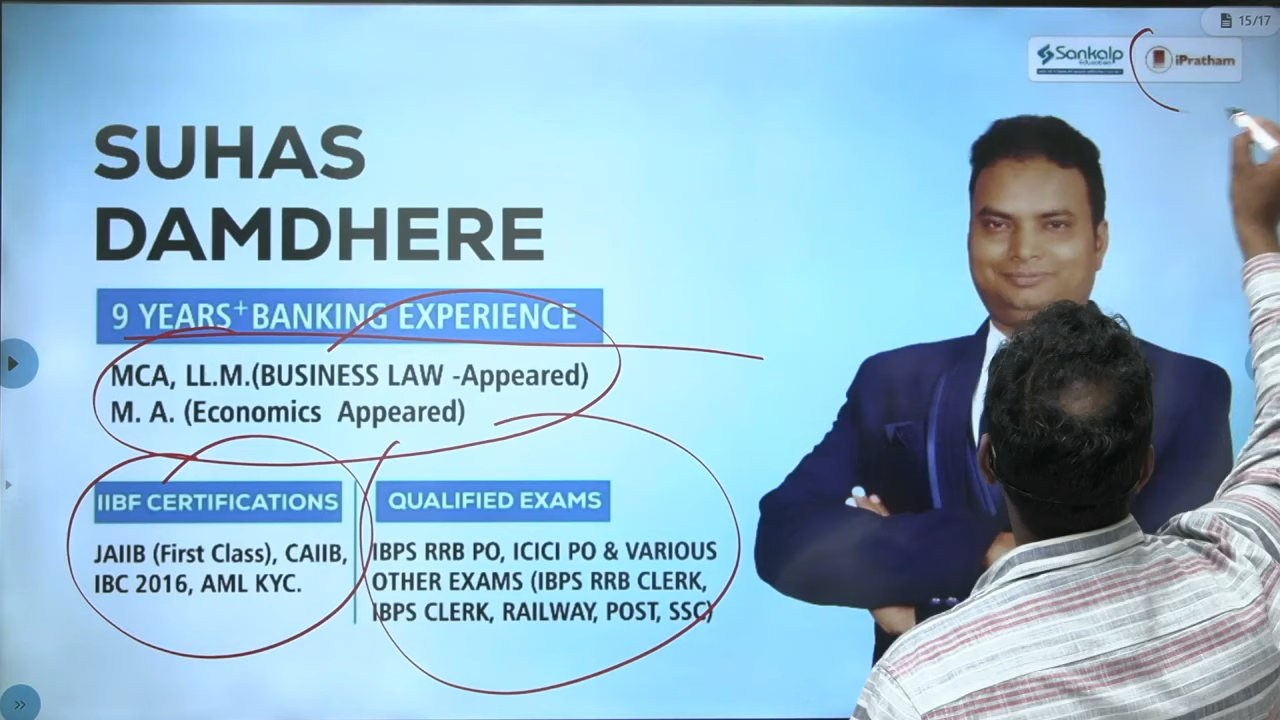 15/17
Sankalp
Education
iPratham
SUHAS
DAMDHERE
9 YEARS+ BANKING EXPERIENCE
MCA, LL.M.(BUSINESS LAW -Appeared)
M. A. (Economics Appeared)
IIBF CERTIFICATIONS
JAIIB (First Class), CAIIB,
IBC 2016, AML KYC.
QUALIFIED EXAMS
IBPS RRB PO, ICICI PO & VARIOUS
OTHER EXAMS (IBPS RRB CLERK,
IBPS CLERK, RAILWAY, POST, SSC)